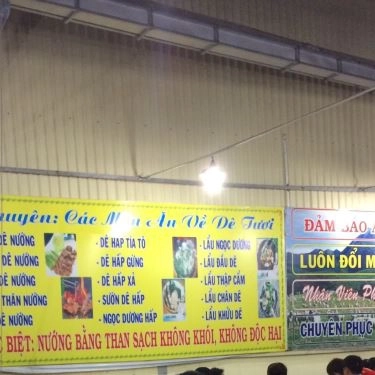 huyên: Các Món Ăn Về Dê Tươi
DÊ NƯỚNG
DÊ NƯỚNG
DÊ NƯỚNG
THÂN NƯỚNG
DÊ NƯỚNG
- DÊ HẤP TÍA TÔ
- DÊ HẤP GỪNG
- DÊ HẤP XẢ
- SƯỜN DÊ HẤP
- NGỌC DƯƠNG HẤP
- LẨU NGỌC DƯƠNG
- LẨU ĐẦU DÊ
- LẨU THẬP CẨM
- LẨU CHÂN DÊ
- LẨU KHỬU DÊ
BIỆT: NƯỚNG BẰNG THAN SẠCH KHÔNG KHÓI, KHÔNG ĐỘC HẠI
ĐẢM BẢO
LUÔN ĐỔI M
Nhân Viên Ph
CHUYÊN PHỤC